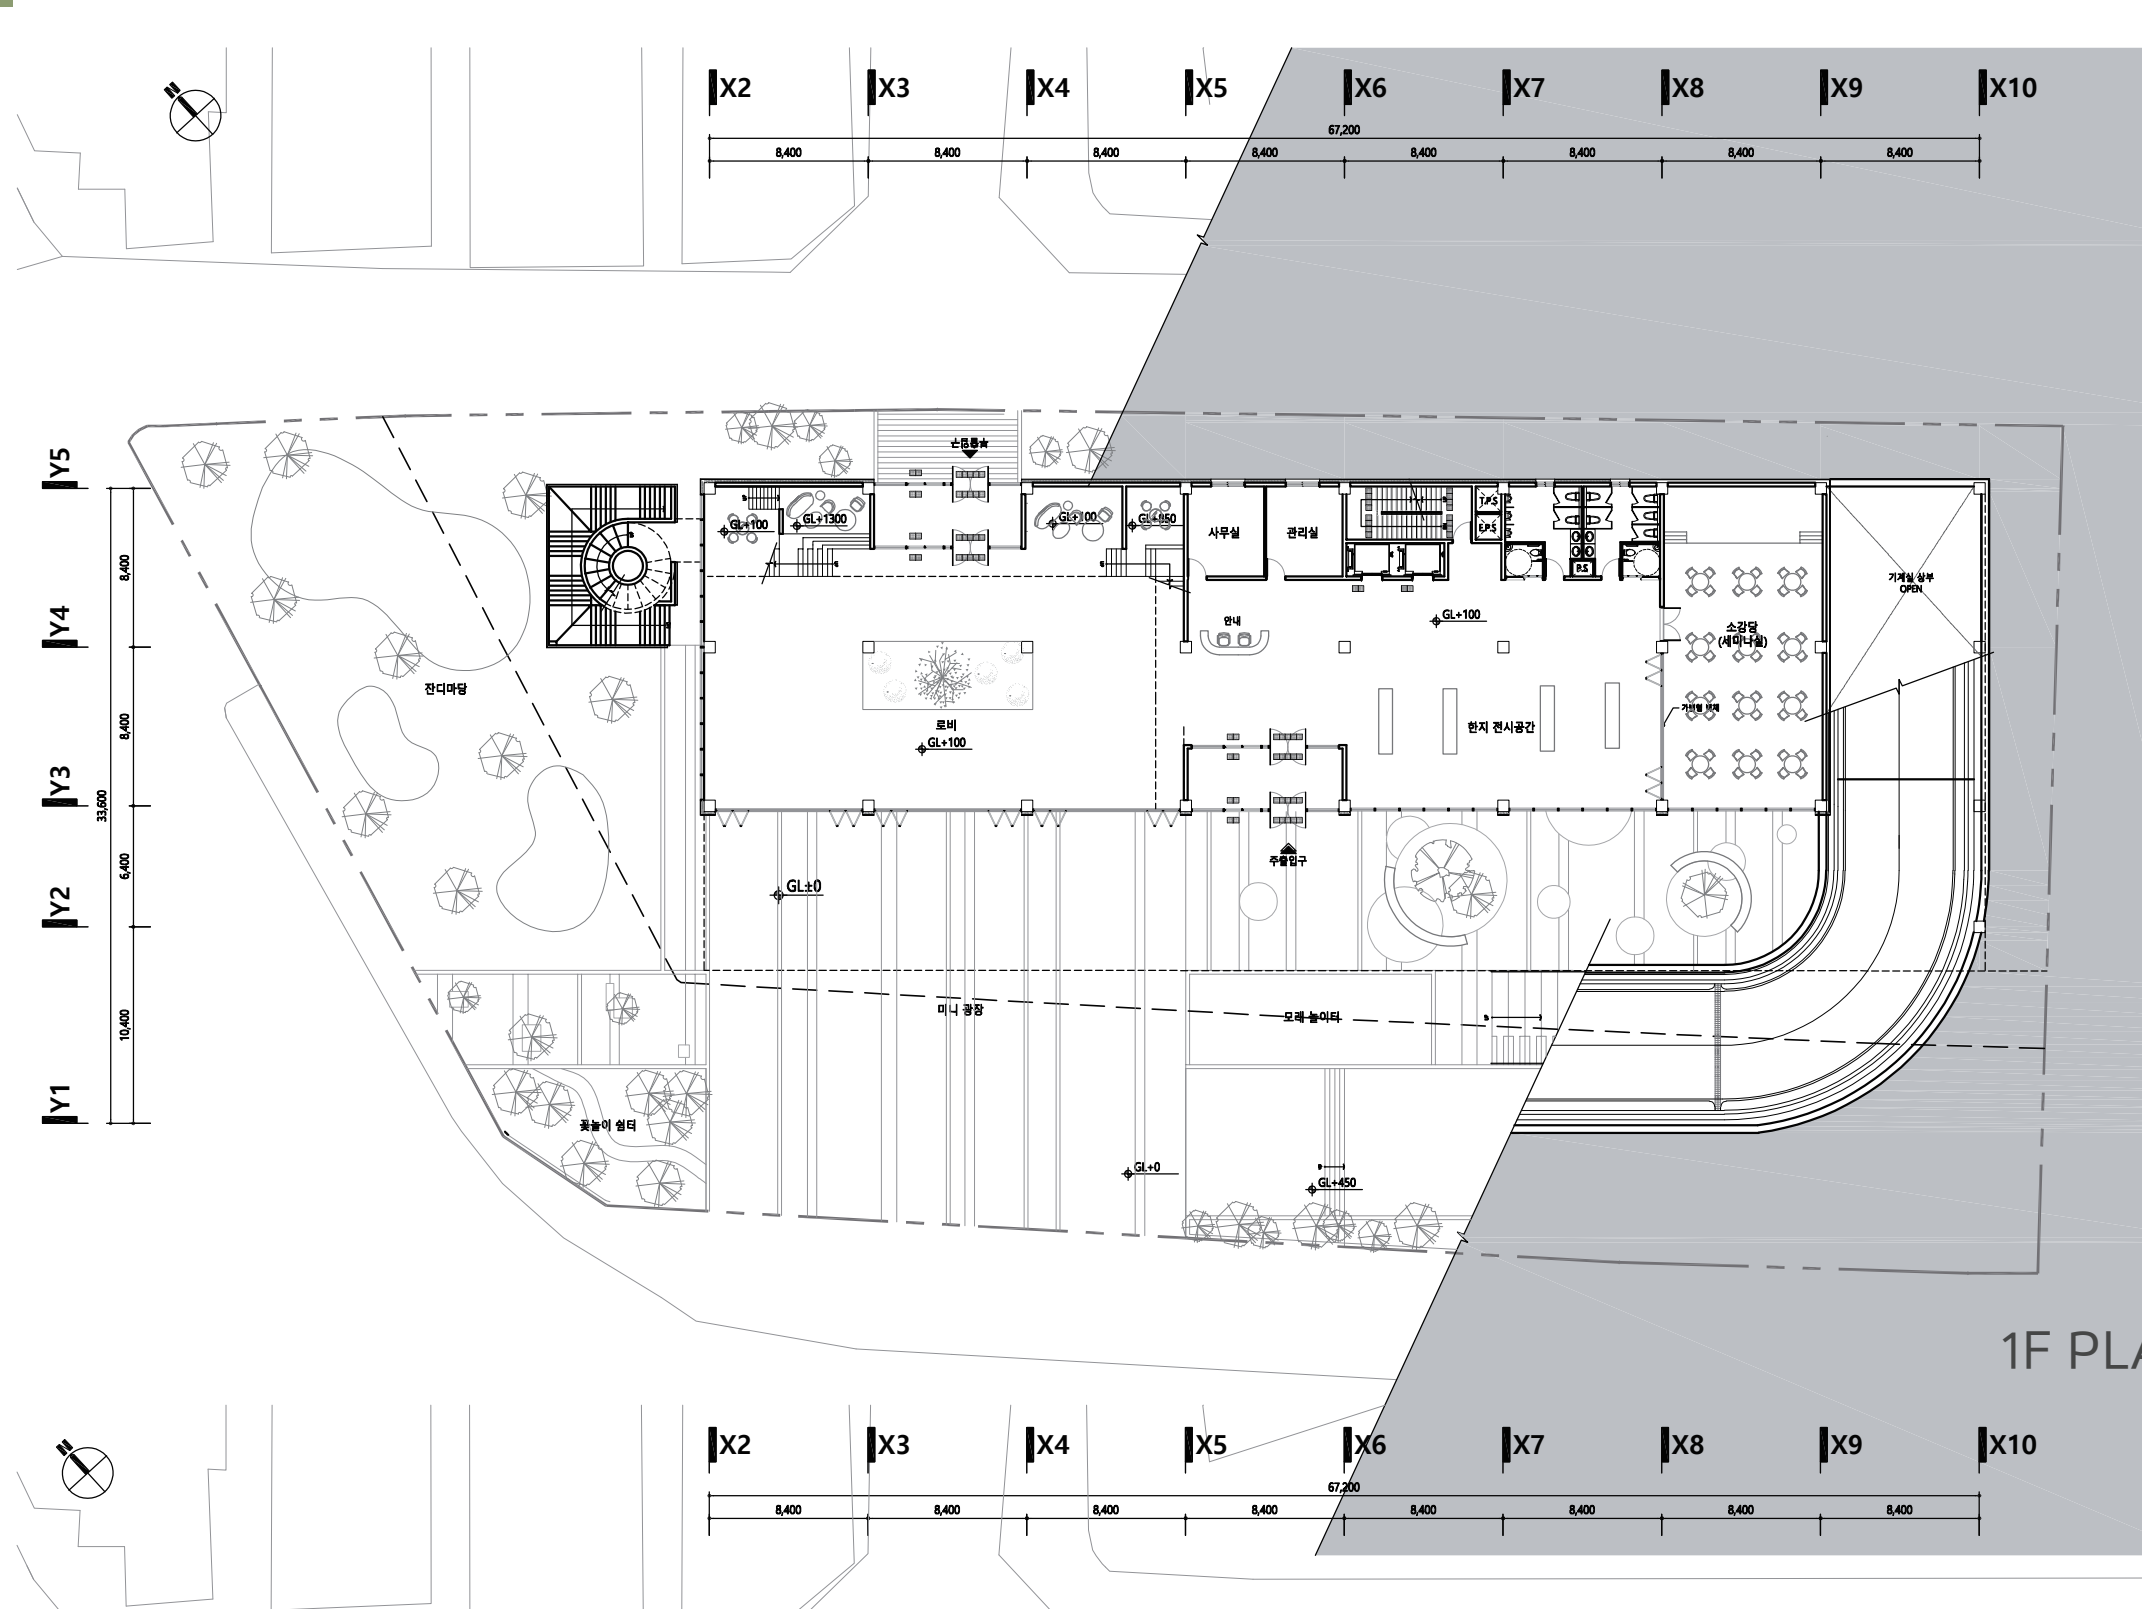 N
X2 X3 X4 X5 X6 X7 X8 X9 X10
67,200
8,400 8,400 8,400 8,400 8,400 8,400 8,400 8,400
Y5
Y4
Y3
Y2
Y1
8,400
8,400
6,400
10,400
33,600
GL+100
GL+1300
GL+100
사무실
관리실
T.P.S
E.P.S
P.S
기계실 상부
OPEN
안내
GL+100
소강당
(세미나실)
잔디마당
로비
GL+100
한지 전시공간
주출입구
GL±0
미니 광장
모래 놀이터
꽃놀이 쉼터
GL+0
GL+450
1F PLA
N
X2 X3 X4 X5 X6 X7 X8 X9 X10
67,200
8,400 8,400 8,400 8,400 8,400 8,400 8,400 8,400